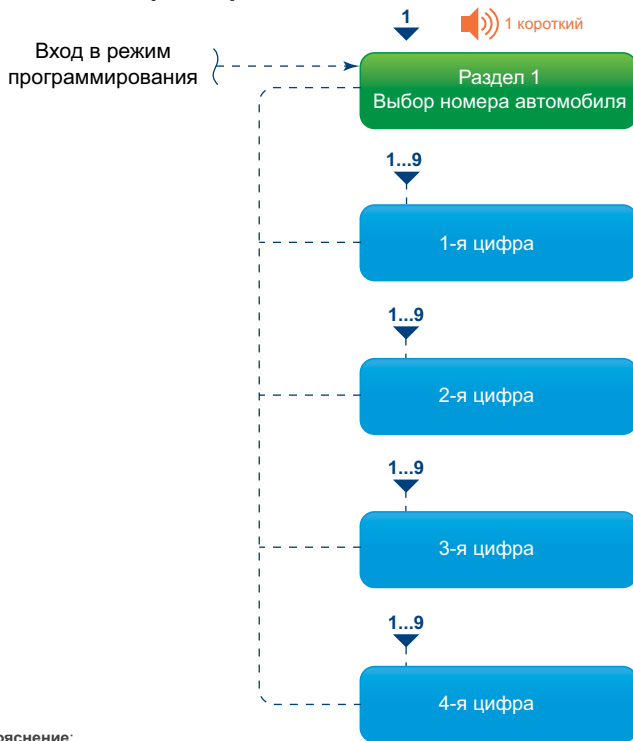 1
1 короткий
Вход в режим
программирования
Раздел 1
Выбор номера автомобиля
1...9
1-я цифра
1...9
2-я цифра
1...9
3-я цифра
1...9
4-я цифра